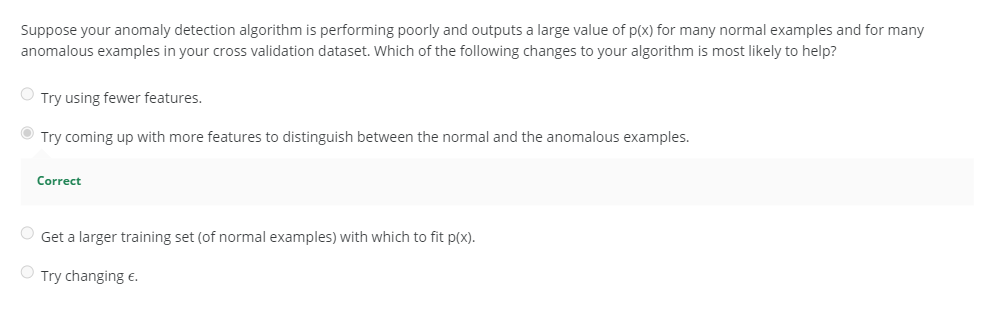 Suppose your anomaly detection algorithm is performing poorly and outputs a large value of p(x) for many normal examples and for many
anomalous examples in your cross validation dataset. Which of the following changes to your algorithm is most likely to help?
Try using fewer features.
Try coming up with more features to distinguish between the normal and the anomalous examples.
Correct
Get a larger training set (of normal examples) with which to fit p(x).
Try changing ϵ.